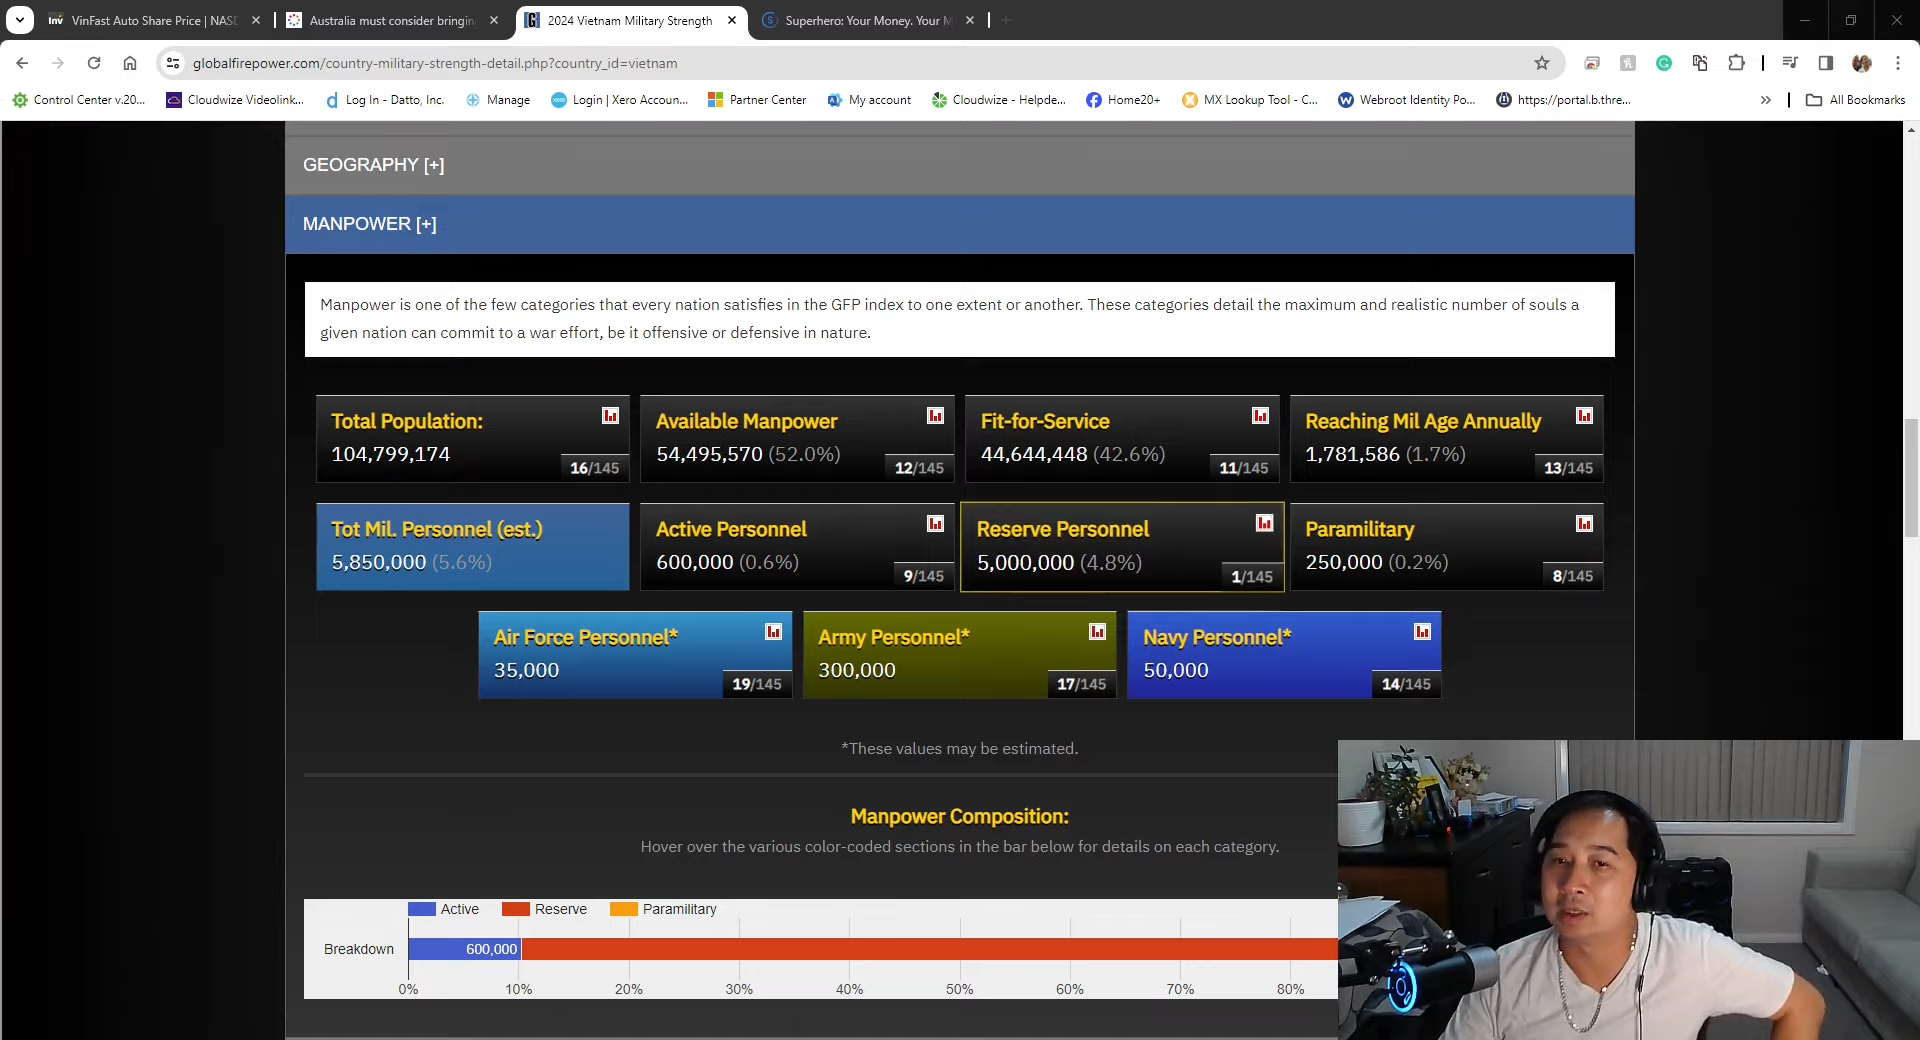 VinFast Auto Share Price | NASD
Australia must consider bringin
2024 Vietnam Military Strength
Superhero: Your Money. Your M
globalfirepower.com/country-military-strength-detail.php?country_id=vietnam
Control Center v.20...
Cloudwize Videolink...
Log In - Datto, Inc.
Manage
Login | Xero Accoun...
Partner Center
My account
Cloudwize - Helpde...
Home20+
MX Lookup Tool - C...
Webroot Identity Po...
https://portal.b.thre...
All Bookmarks
GEOGRAPHY [+]
MANPOWER [+]
Manpower is one of the few categories that every nation satisfies in the GFP index to one extent or another. These categories detail the maximum and realistic number of souls a
given nation can commit to a war effort, be it offensive or defensive in nature.
Total Population:
104,799,174
16/145
Available Manpower
54,495,570 (52.0%)
12/145
Fit-for-Service
44,644,448 (42.6%)
11/145
Reaching Mil Age Annually
1,781,586 (1.7%)
13/145
Tot Mil. Personnel (est.)
5,850,000 (5.6%)
Active Personnel
600,000 (0.6%)
9/145
Reserve Personnel
5,000,000 (4.8%)
1/145
Paramilitary
250,000 (0.2%)
8/145
Air Force Personnel*
35,000
19/145
Army Personnel*
300,000
17/145
Navy Personnel*
50,000
14/145
*These values may be estimated.
Manpower Composition:
Hover over the various color-coded sections in the bar below for details on each category.
Active
Reserve
Paramilitary
Breakdown
600,000
0%
10%
20%
30%
40%
50%
60%
70%
80%